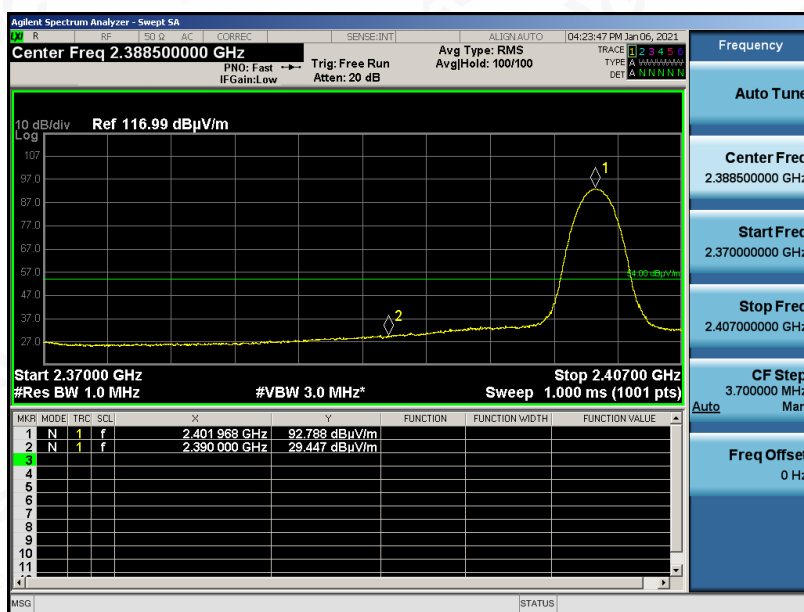 Agilent Spectrum Analyzer - Swept SA
LXI R RF 50 Ω AC CORREC SENSE:INT ALIGN AUTO 04:23:47 PM Jan 06, 2021
Center Freq 2.388500000 GHz
Avg Type: RMS
TRACE 1 2 3 4 5 6
PNO: Fast
Trig: Free Run
Avg|Hold: 100/100
TYPE A WWWWW
IFGain:Low
Atten: 20 dB
DET A N N N N N
10 dB/div Ref 116.99 dBµV/m
Log
107
97.0
87.0
77.0
67.0
57.0
47.0
37.0
27.0
1
54.00 dBµV/m
2
Start 2.37000 GHz Stop 2.40700 GHz
#Res BW 1.0 MHz #VBW 3.0 MHz* Sweep 1.000 ms (1001 pts)
MKR MODE TRC SCL X Y FUNCTION FUNCTION WIDTH FUNCTION VALUE
1 N 1 f 2.401 968 GHz 92.788 dBµV/m
2 N 1 f 2.390 000 GHz 29.447 dBµV/m
3
4
5
6
7
8
9
10
11
MSG STATUS
Frequency
Auto Tune
Center Freq
2.388500000 GHz
Start Freq
2.370000000 GHz
Stop Freq
2.407000000 GHz
CF Step
3.700000 MHz
Auto Man
Freq Offset
0 Hz